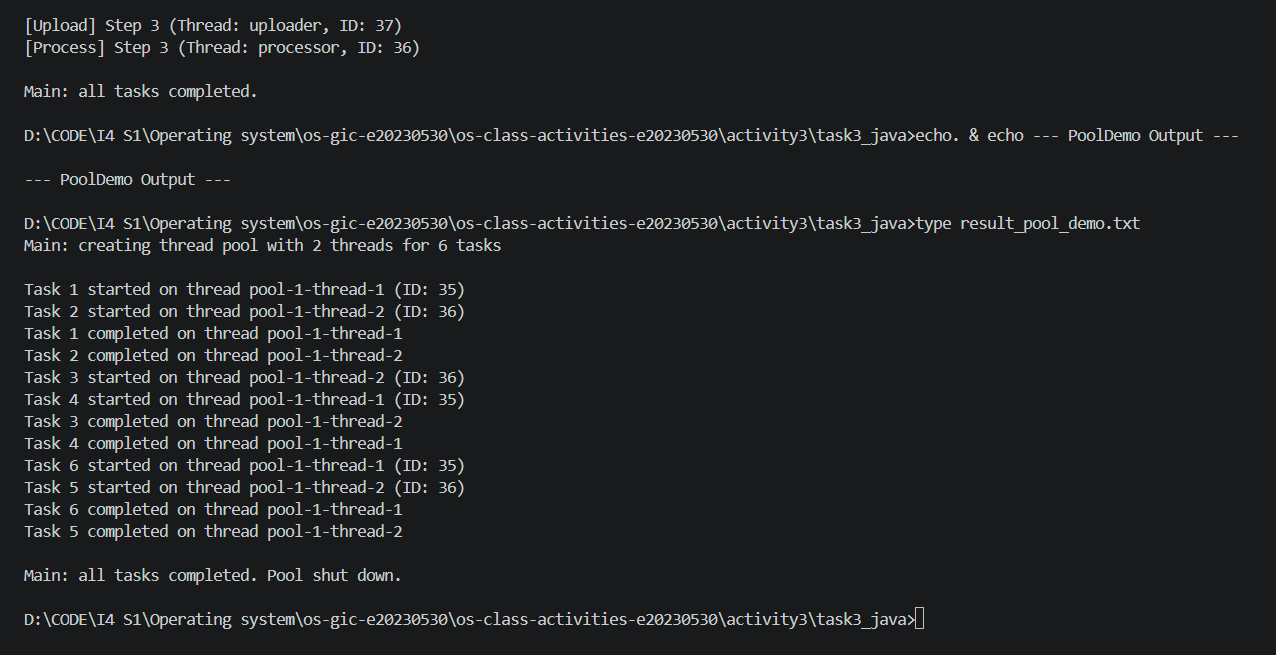 [Upload] Step 3 (Thread: uploader, ID: 37)
[Process] Step 3 (Thread: processor, ID: 36)
Main: all tasks completed.
D:\CODE\I4 S1\Operating system\os-gic-e20230530\os-class-activities-e20230530\activity3\task3_java>echo. & echo --- PoolDemo Output ---
--- PoolDemo Output ---
D:\CODE\I4 S1\Operating system\os-gic-e20230530\os-class-activities-e20230530\activity3\task3_java>type result_pool_demo.txt
Main: creating thread pool with 2 threads for 6 tasks
Task 1 started on thread pool-1-thread-1 (ID: 35)
Task 2 started on thread pool-1-thread-2 (ID: 36)
Task 1 completed on thread pool-1-thread-1
Task 2 completed on thread pool-1-thread-2
Task 3 started on thread pool-1-thread-2 (ID: 36)
Task 4 started on thread pool-1-thread-1 (ID: 35)
Task 3 completed on thread pool-1-thread-2
Task 4 completed on thread pool-1-thread-1
Task 6 started on thread pool-1-thread-1 (ID: 35)
Task 5 started on thread pool-1-thread-2 (ID: 36)
Task 6 completed on thread pool-1-thread-1
Task 5 completed on thread pool-1-thread-2
Main: all tasks completed. Pool shut down.
D:\CODE\I4 S1\Operating system\os-gic-e20230530\os-class-activities-e20230530\activity3\task3_java>